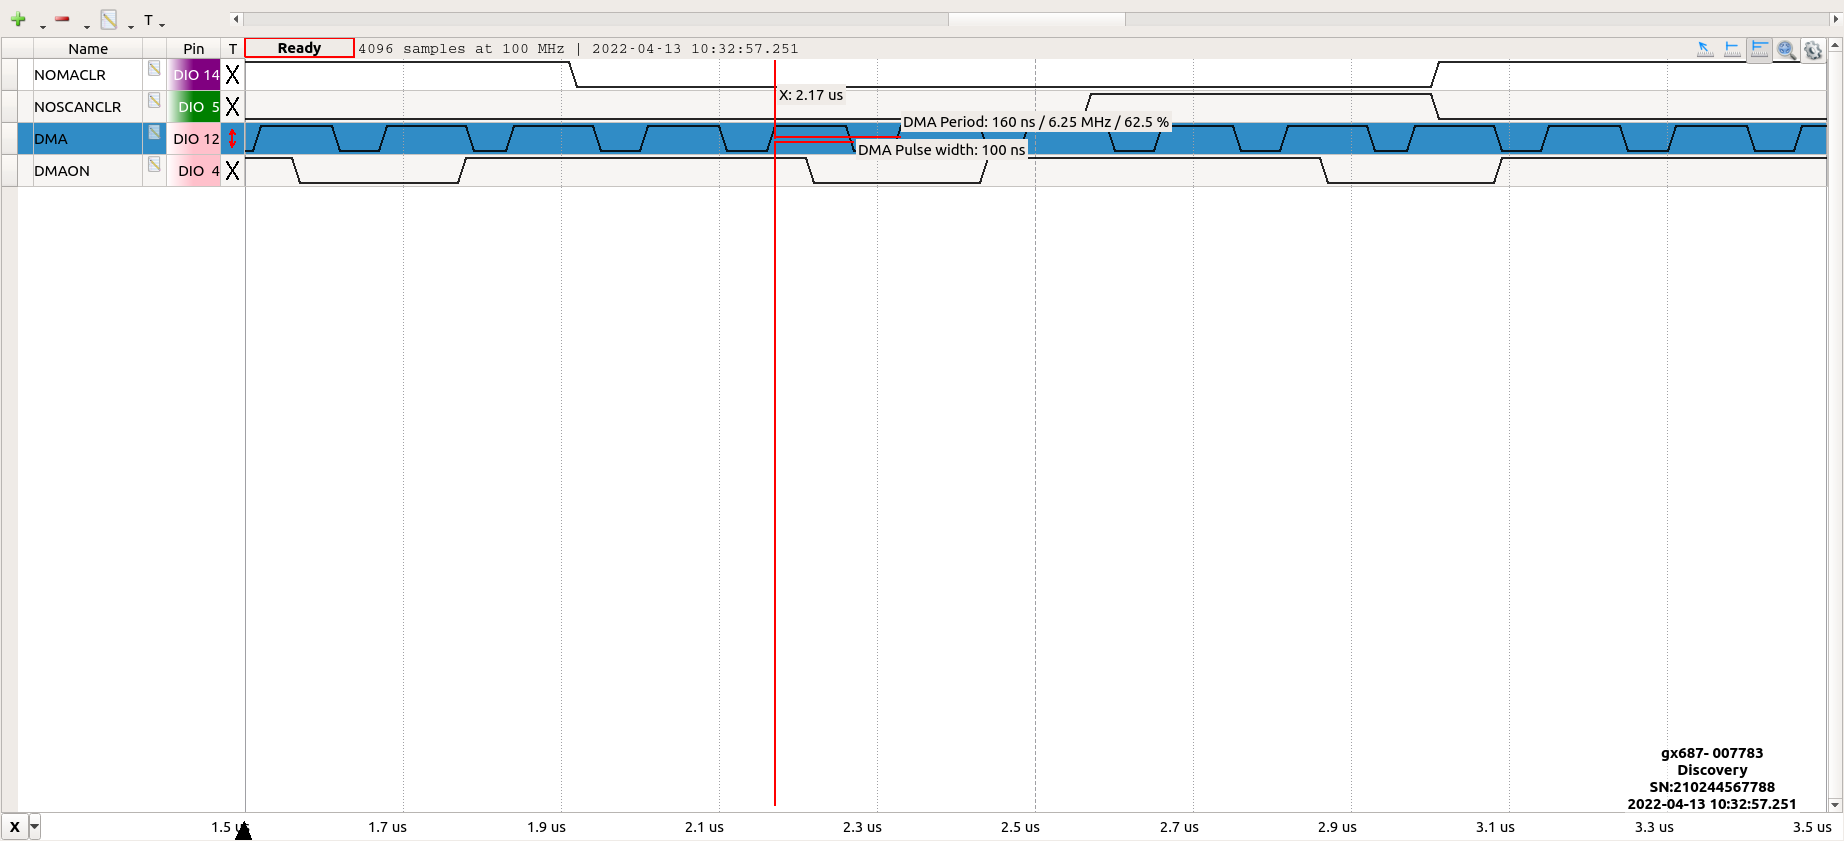 T
Name Pin T Ready 4096 samples at 100 MHz | 2022-04-13 10:32:57.251
NOMACLR DIO 14 X
X: 2.17 us
NOSCANCLR DIO 5 X
DMA Period: 160 ns / 6.25 MHz / 62.5 %
DMA DIO 12
DMA Pulse width: 100 ns
DMAON DIO 4 X
gx687- 007783
Discovery
SN:210244567788
2022-04-13 10:32:57.251
X 1.5 us 1.7 us 1.9 us 2.1 us 2.3 us 2.5 us 2.7 us 2.9 us 3.1 us 3.3 us 3.5 us